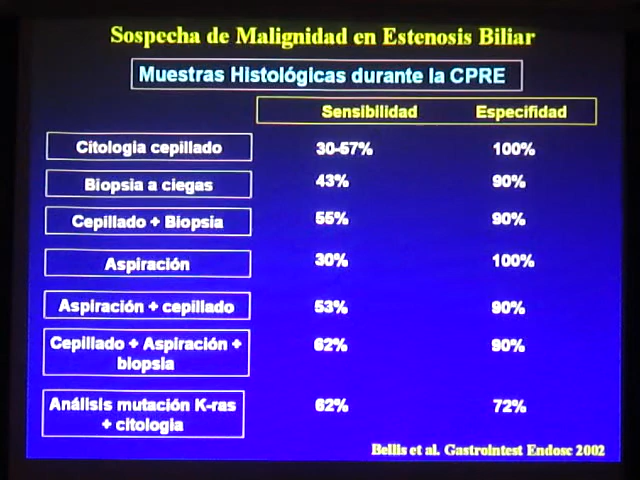 Sospecha de Malignidad en Estenosis Biliar
Muestras Histológicas durante la CPRE
Sensibilidad Especifidad
Citologia cepillado 30-57% 100%
Biopsia a ciegas 43% 90%
Cepillado + Biopsia 55% 90%
Aspiración 30% 100%
Aspiración + cepillado 53% 90%
Cepillado + Aspiración +
biopsia 62% 90%
Análisis mutación K-ras
+ citologia 62% 72%
Bellis et al. Gastrointest Endosc 2002